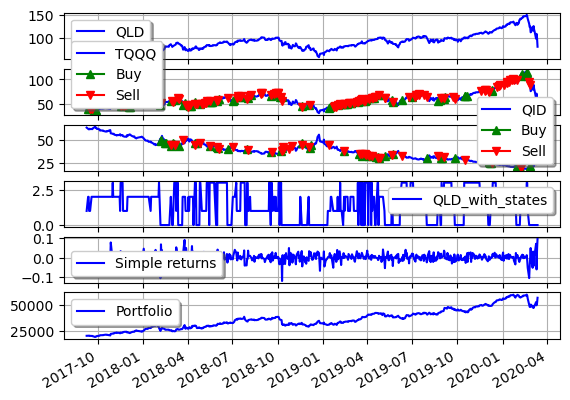 150
100
QLD
TQQQ
Buy
Sell
100
50
QID
Buy
Sell
50
25
2.5
0.0
QLD_with_states
0.1
0.0
−0.1
Simple returns
50000
25000
Portfolio
2017-10
2018-01
2018-04
2018-07
2018-10
2019-01
2019-04
2019-07
2019-10
2020-01
2020-04